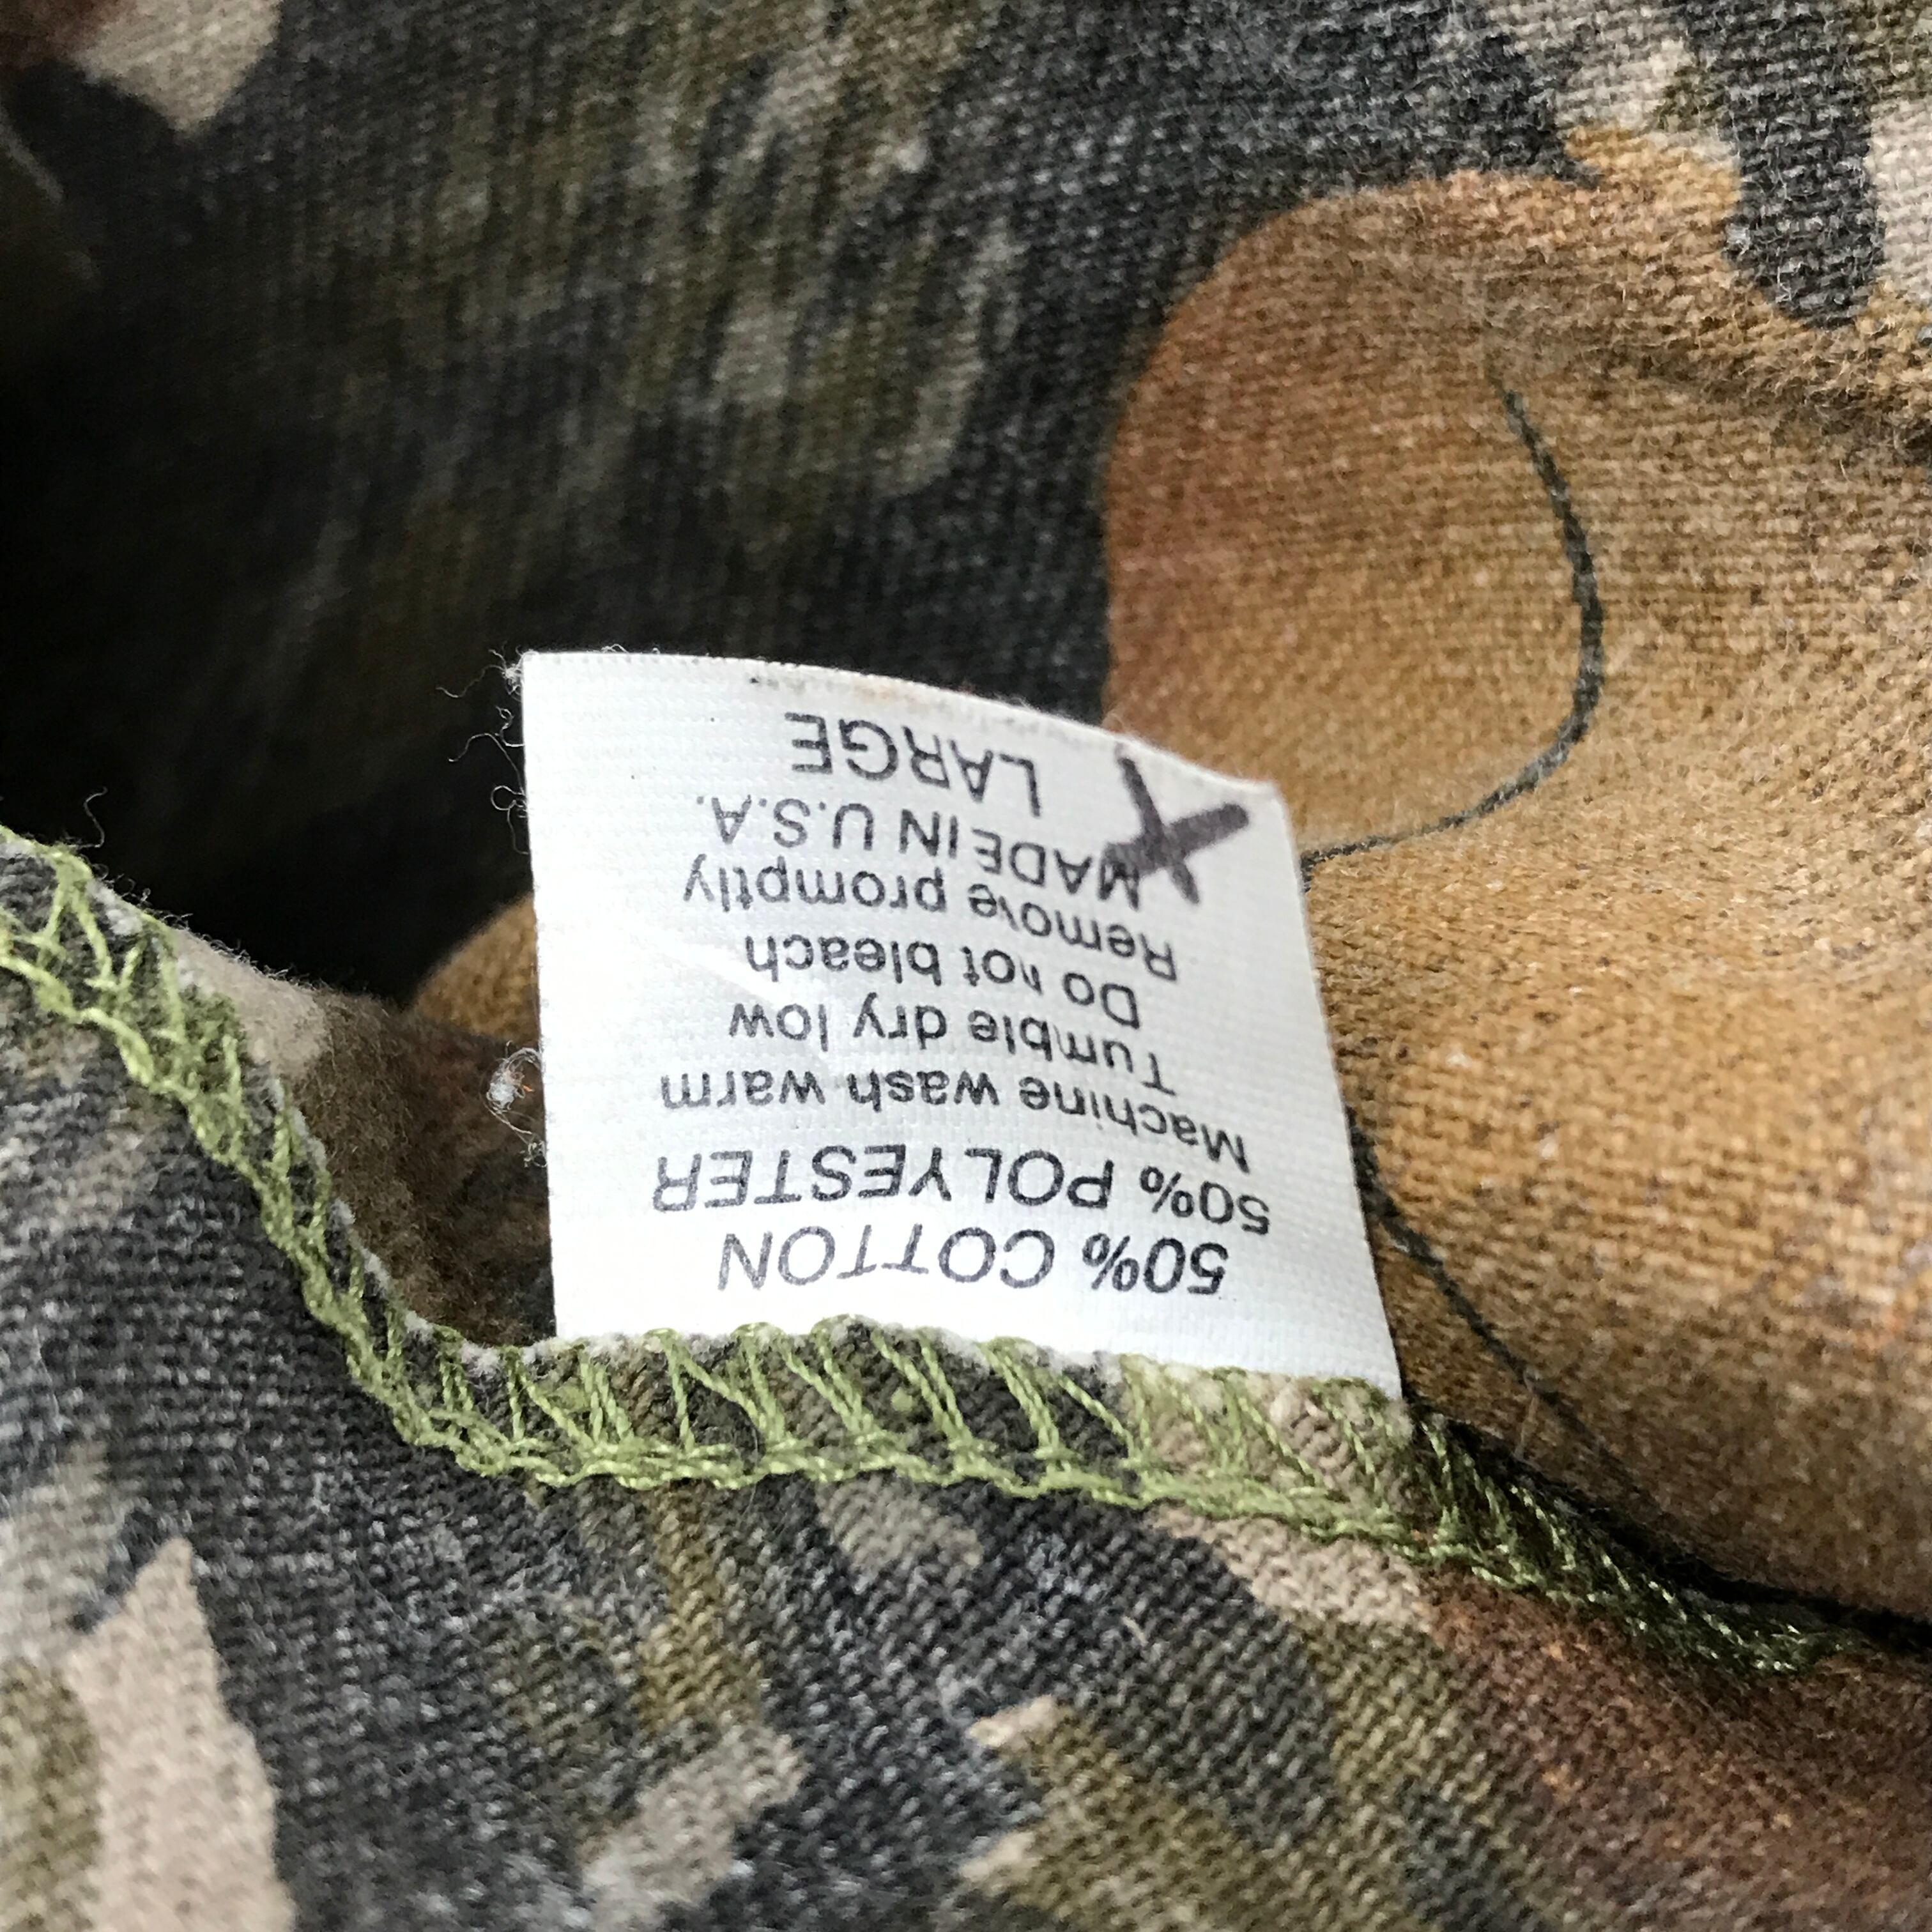 50% COTTON
50% POLYESTER
Machine wash warm
Tumble dry low
Do not bleach
Remove promptly
MADE IN U.S.A.
X LARGE